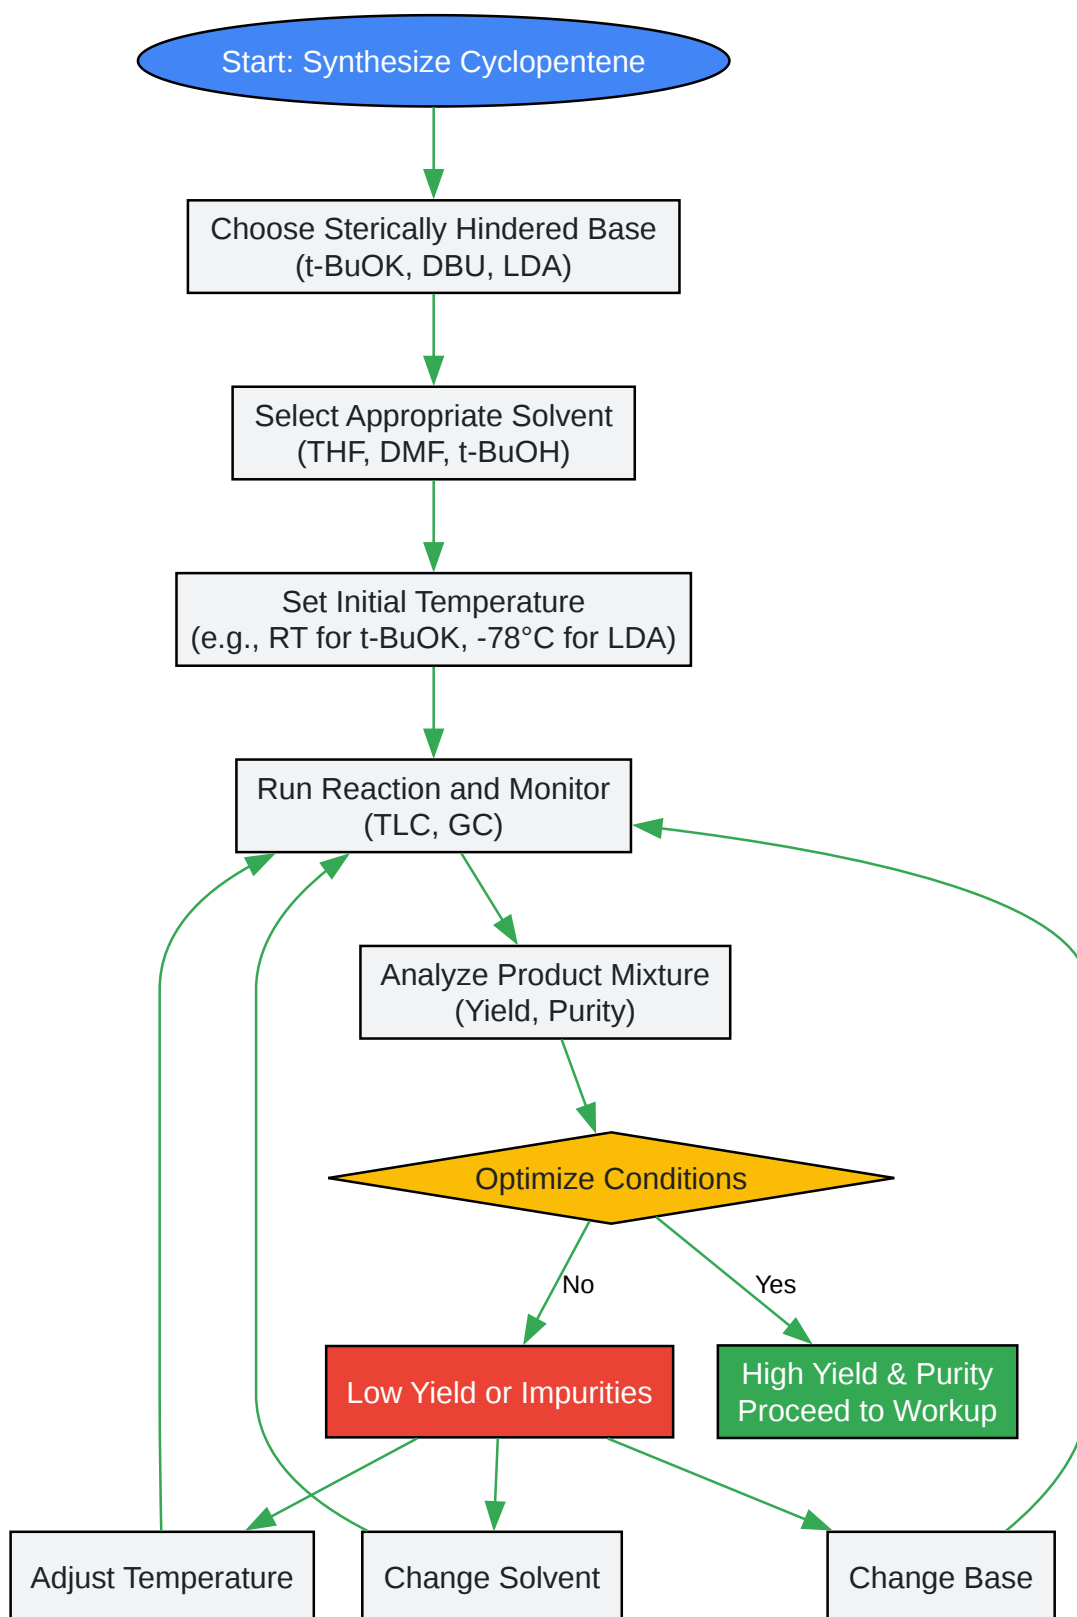 Start: Synthesize Cyclopentene
Choose Sterically Hindered Base
(t-BuOK, DBU, LDA)
Select Appropriate Solvent
(THF, DMF, t-BuOH)
Set Initial Temperature
(e.g., RT for t-BuOK, -78°C for LDA)
Run Reaction and Monitor
(TLC, GC)
Analyze Product Mixture
(Yield, Purity)
Optimize Conditions
No
Yes
Low Yield or Impurities
High Yield & Purity
Proceed to Workup
Adjust Temperature
Change Solvent
Change Base